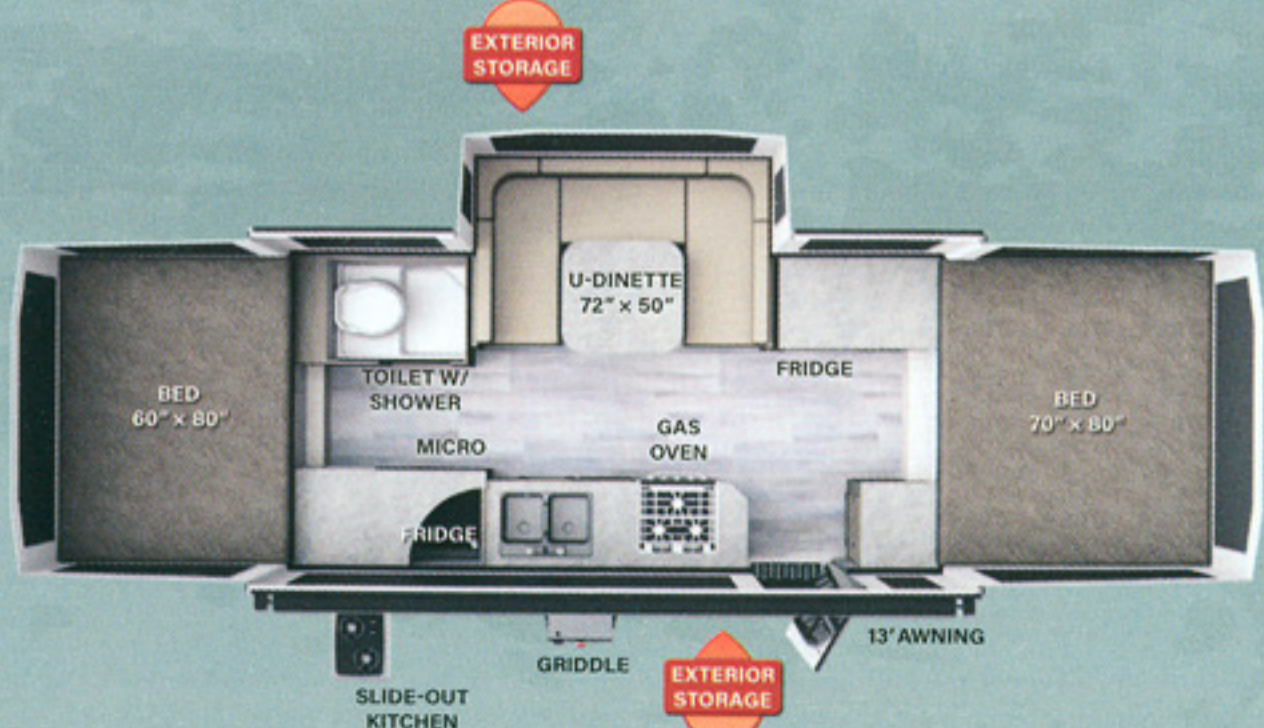 EXTERIOR
STORAGE
U-DINETTE
72" x 50"
FRIDGE
TOILET W/
SHOWER
BED
60" x 80"
BED
70" x 80"
MICRO
GAS
OVEN
FRIDGE
13' AWNING
GRIDDLE
EXTERIOR
STORAGE
SLIDE-OUT
KITCHEN